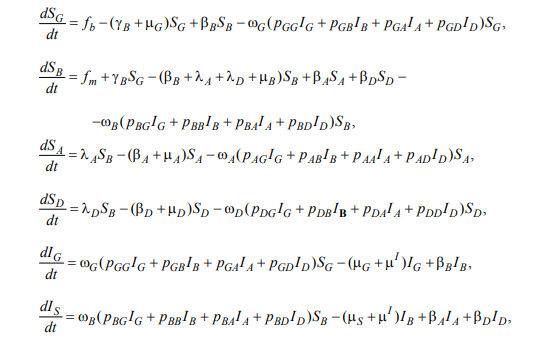 dS_G/dt = f_b − (γ_B + μ_G)S_G + β_B S_B − ω_G(p_GG I_G + p_GB I_B + p_GA I_A + p_GD I_D)S_G,
dS_B/dt = f_m + γ_B S_G − (β_B + λ_A + λ_D + μ_B)S_B + β_A S_A + β_D S_D −
−ω_B(p_BG I_G + p_BB I_B + p_BA I_A + p_BD I_D)S_B,
dS_A/dt = λ_A S_B − (β_A + μ_A)S_A − ω_A(p_AG I_G + p_AB I_B + p_AA I_A + p_AD I_D)S_A,
dS_D/dt = λ_D S_B − (β_D + μ_D)S_D − ω_D(p_DG I_G + p_DB I_B + p_DA I_A + p_DD I_D)S_D,
dI_G/dt = ω_G(p_GG I_G + p_GB I_B + p_GA I_A + p_GD I_D)S_G − (μ_G + μ^I)I_G + β_B I_B,
dI_S/dt = ω_B(p_BG I_G + p_BB I_B + p_BA I_A + p_BD I_D)S_B − (μ_S + μ^I)I_B + β_A I_A + β_D I_D,